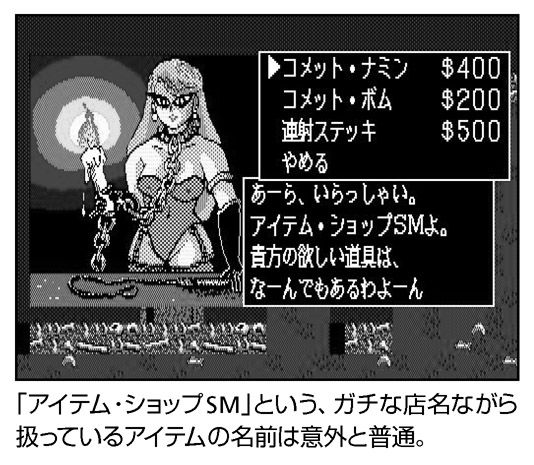 ▶コメット・ナミン $400
コメット・ボム $200
連射ステッキ $500
やめる
あーら、いらっしゃい。
アイテム・ショップSMよ。
貴方の欲しい道具は、
なーんでもあるわよーん
「アイテム・ショップSM」という、ガチな店名ながら
扱っているアイテムの名前は意外と普通。